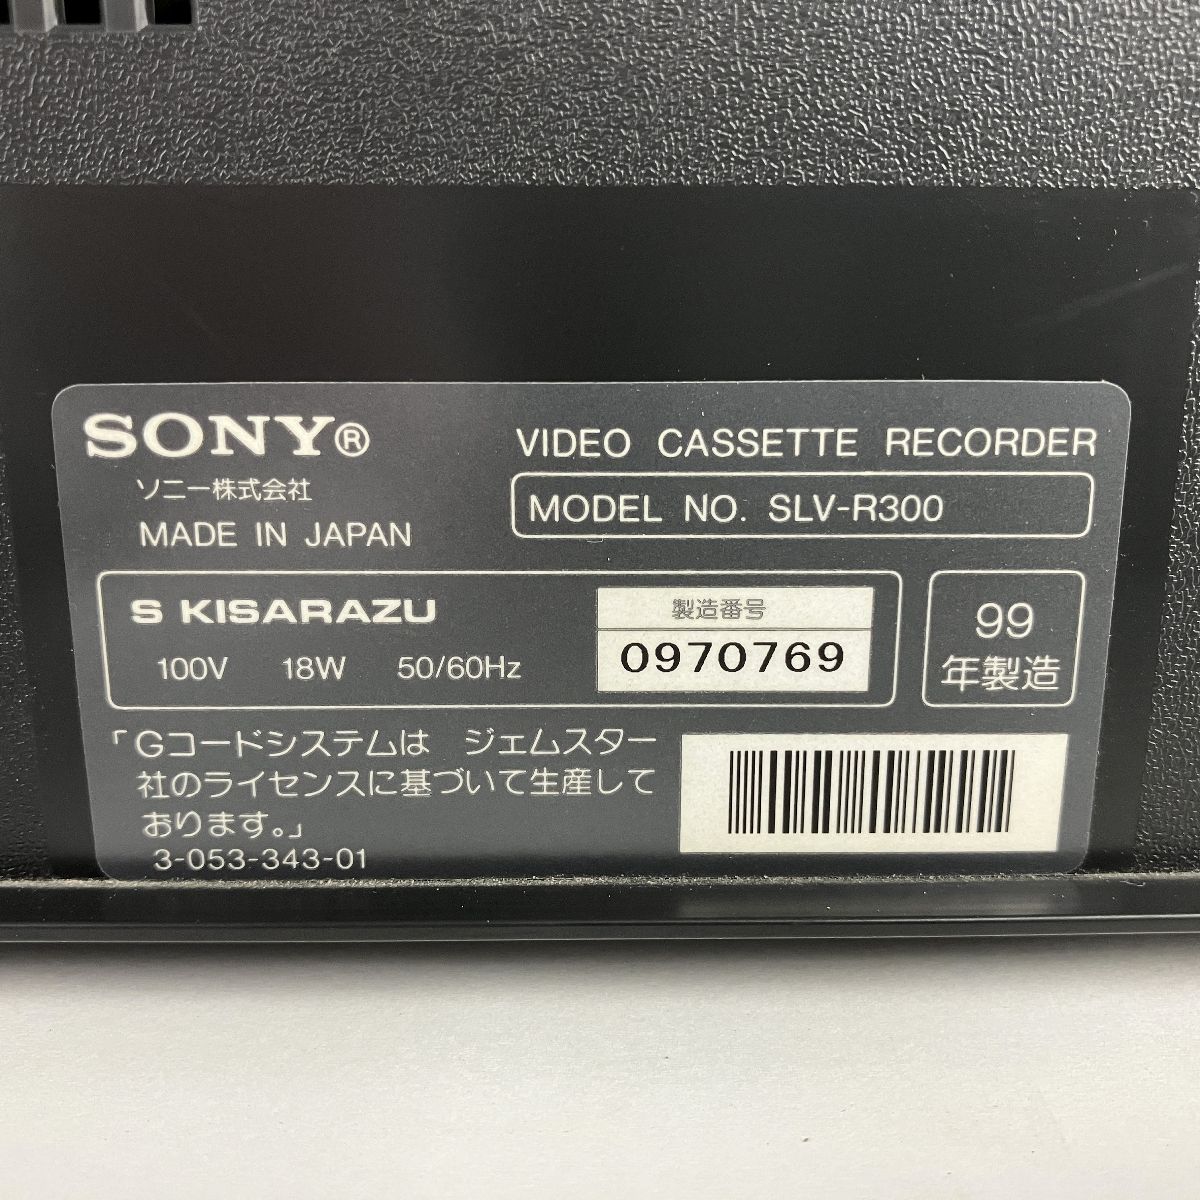 SONY®
ソニー株式会社
MADE IN JAPAN
VIDEO CASSETTE RECORDER
MODEL NO. SLV-R300
S KISARAZU
100V 18W 50/60Hz
製造番号
0970769
99
年製造
「Gコードシステムは ジェムスター
社のライセンスに基づいて生産して
おります。」
3-053-343-01